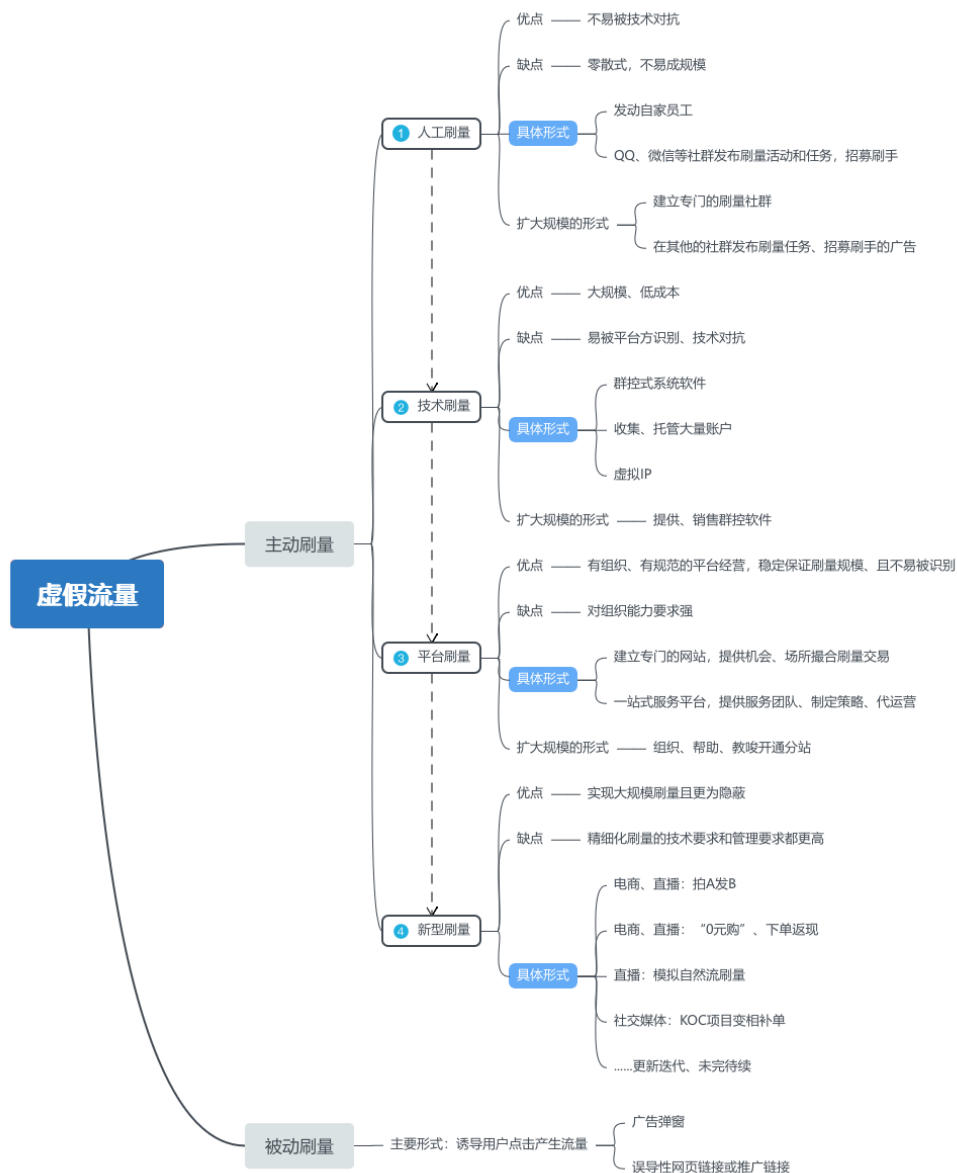 虚假流量
主动刷量
1 人工刷量
优点
不易被技术对抗
缺点
零散式，不易成规模
具体形式
发动自家员工
QQ、微信等社群发布刷量活动和任务，招募刷手
扩大规模的形式
建立专门的刷量社群
在其他的社群发布刷量任务、招募刷手的广告
2 技术刷量
优点
大规模、低成本
缺点
易被平台方识别、技术对抗
具体形式
群控式系统软件
收集、托管大量账户
虚拟IP
扩大规模的形式
提供、销售群控软件
3 平台刷量
优点
有组织、有规范的平台经营，稳定保证刷量规模、且不易被识别
缺点
对组织能力要求强
具体形式
建立专门的网站，提供机会、场所撮合刷量交易
一站式服务平台，提供服务团队、制定策略、代运营
扩大规模的形式
组织、帮助、教唆开通分站
4 新型刷量
优点
实现大规模刷量且更为隐蔽
缺点
精细化刷量的技术要求和管理要求都更高
具体形式
电商、直播：拍A发B
电商、直播：“0元购”、下单返现
直播：模拟自然流刷量
社交媒体：KOC项目变相补单
......更新迭代、未完待续
被动刷量
主要形式：诱导用户点击产生流量
广告弹窗
误导性网页链接或推广链接